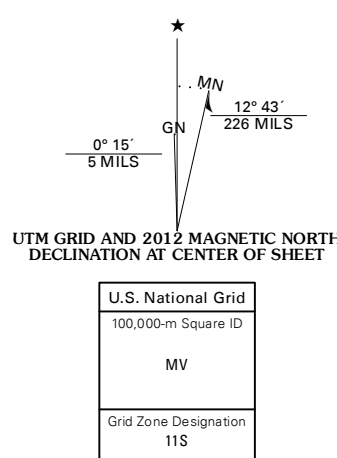 ★
MN
GN
12° 43´
226 MILS
0° 15´
5 MILS
UTM GRID AND 2012 MAGNETIC NORTH
DECLINATION AT CENTER OF SHEET
U.S. National Grid
100,000-m Square ID
MV
Grid Zone Designation
11S